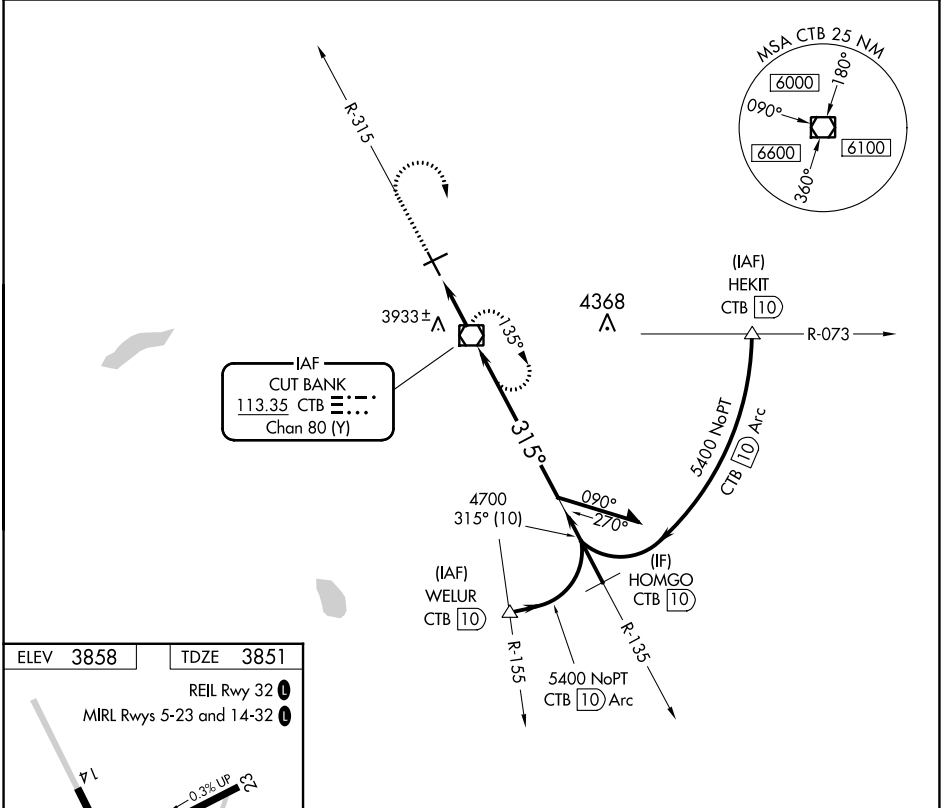 MSA CTB 25 NM
6000
180°
090°
6600
6100
360°
R-315
(IAF)
HEKIT
CTB 10
4368
R-073
3933±
135°
IAF
CUT BANK
113.35 CTB
Chan 80 (Y)
315°
5400 NoPT
CTB 10 Arc
4700
315° (10)
090°
270°
(IAF)
WELUR
CTB 10
(IF)
HOMGO
CTB 10
R-155
R-135
5400 NoPT
CTB 10 Arc
ELEV 3858
TDZE 3851
REIL Rwy 32 L
MIRL Rwys 5-23 and 14-32 L
14
0.3% UP
23